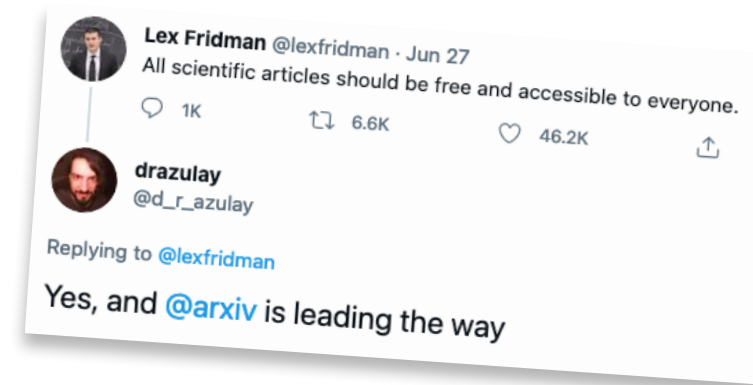 Lex Fridman @lexfridman · Jun 27
All scientific articles should be free and accessible to everyone.
1K 6.6K 46.2K
drazulay
@d_r_azulay
Replying to @lexfridman
Yes, and @arxiv is leading the way